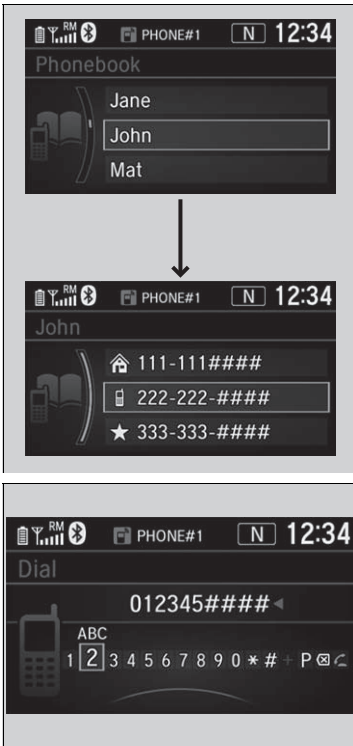 RM PHONE#1 N 12:34
Phonebook
Jane
John
Mat
RM PHONE#1 N 12:34
John
111-111####
222-222-####
333-333-####
RM PHONE#1 N 12:34
Dial
012345####
ABC
1 2 3 4 5 6 7 8 9 0 * # + P